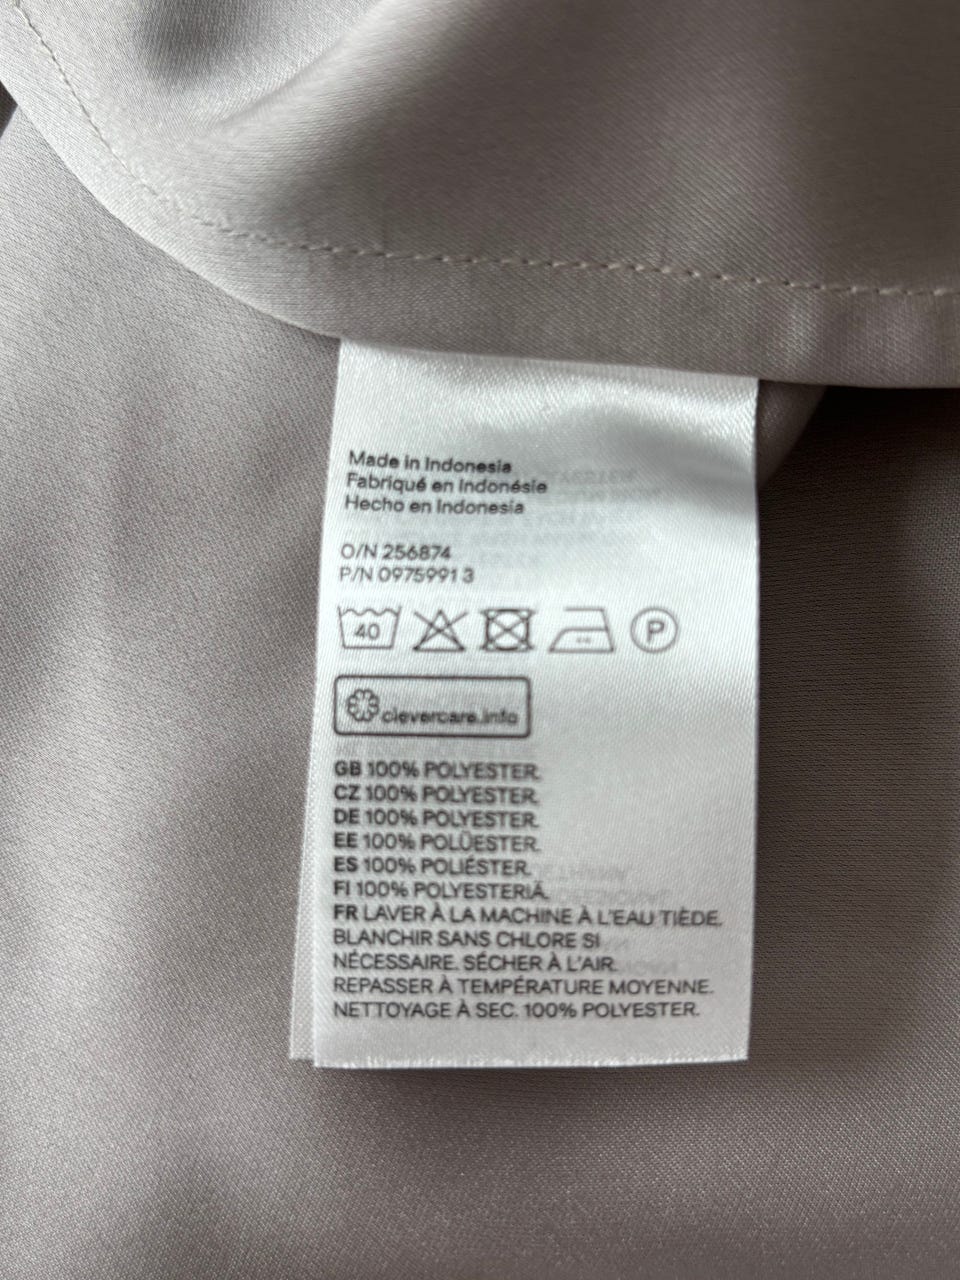 Made in Indonesia
Fabriqué en Indonésie
Hecho en Indonesia
O/N 256874
P/N 0975991 3
40 P
clevercare.info
GB 100% POLYESTER.
CZ 100% POLYESTER.
DE 100% POLYESTER.
EE 100% POLÜESTER.
ES 100% POLIÉSTER.
FI 100% POLYESTERIÄ.
FR LAVER À LA MACHINE À L'EAU TIÈDE.
BLANCHIR SANS CHLORE SI
NÉCESSAIRE. SÉCHER À L'AIR.
REPASSER À TEMPÉRATURE MOYENNE.
NETTOYAGE À SEC. 100% POLYESTER.